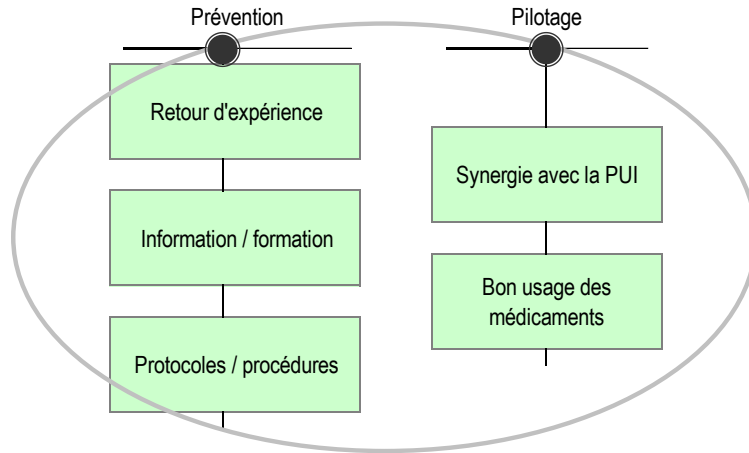 Prévention
Retour d'expérience
Information / formation
Protocoles / procédures
Pilotage
Synergie avec la PUI
Bon usage des
médicaments